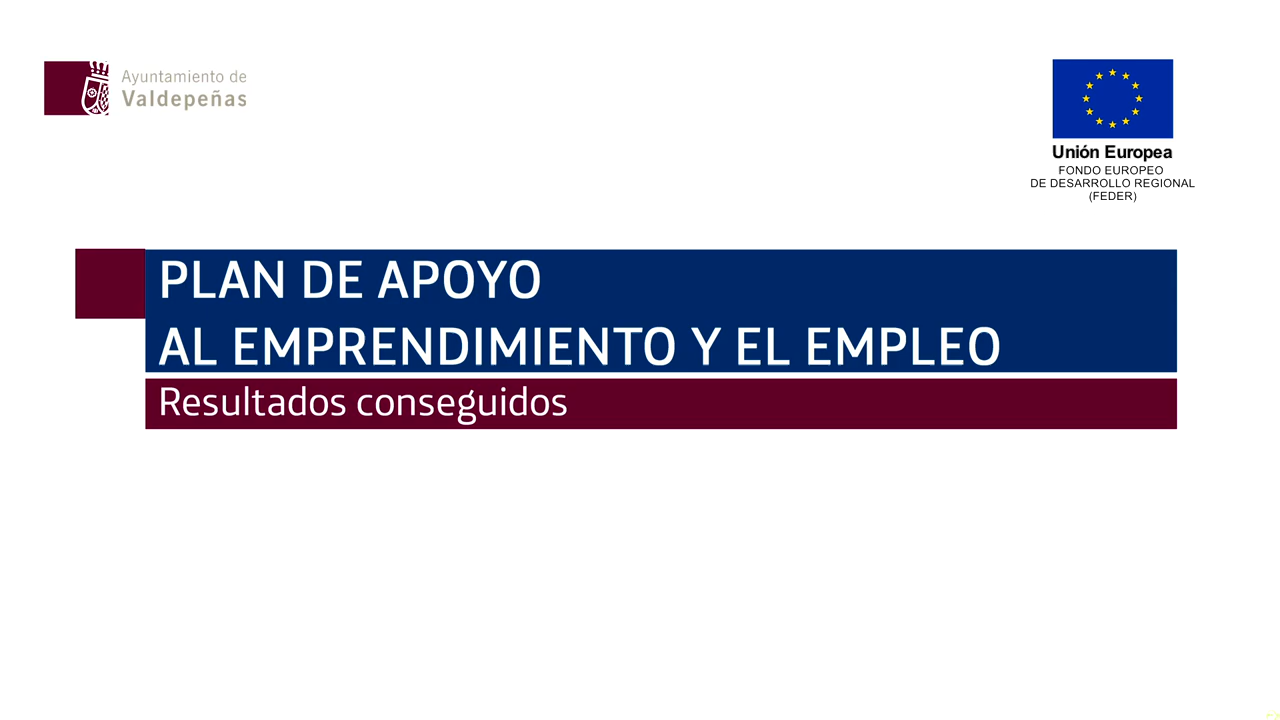 Ayuntamiento de
Valdepeñas
Unión Europea
FONDO EUROPEO
DE DESARROLLO REGIONAL
(FEDER)
PLAN DE APOYO
AL EMPRENDIMIENTO Y EL EMPLEO
Resultados conseguidos